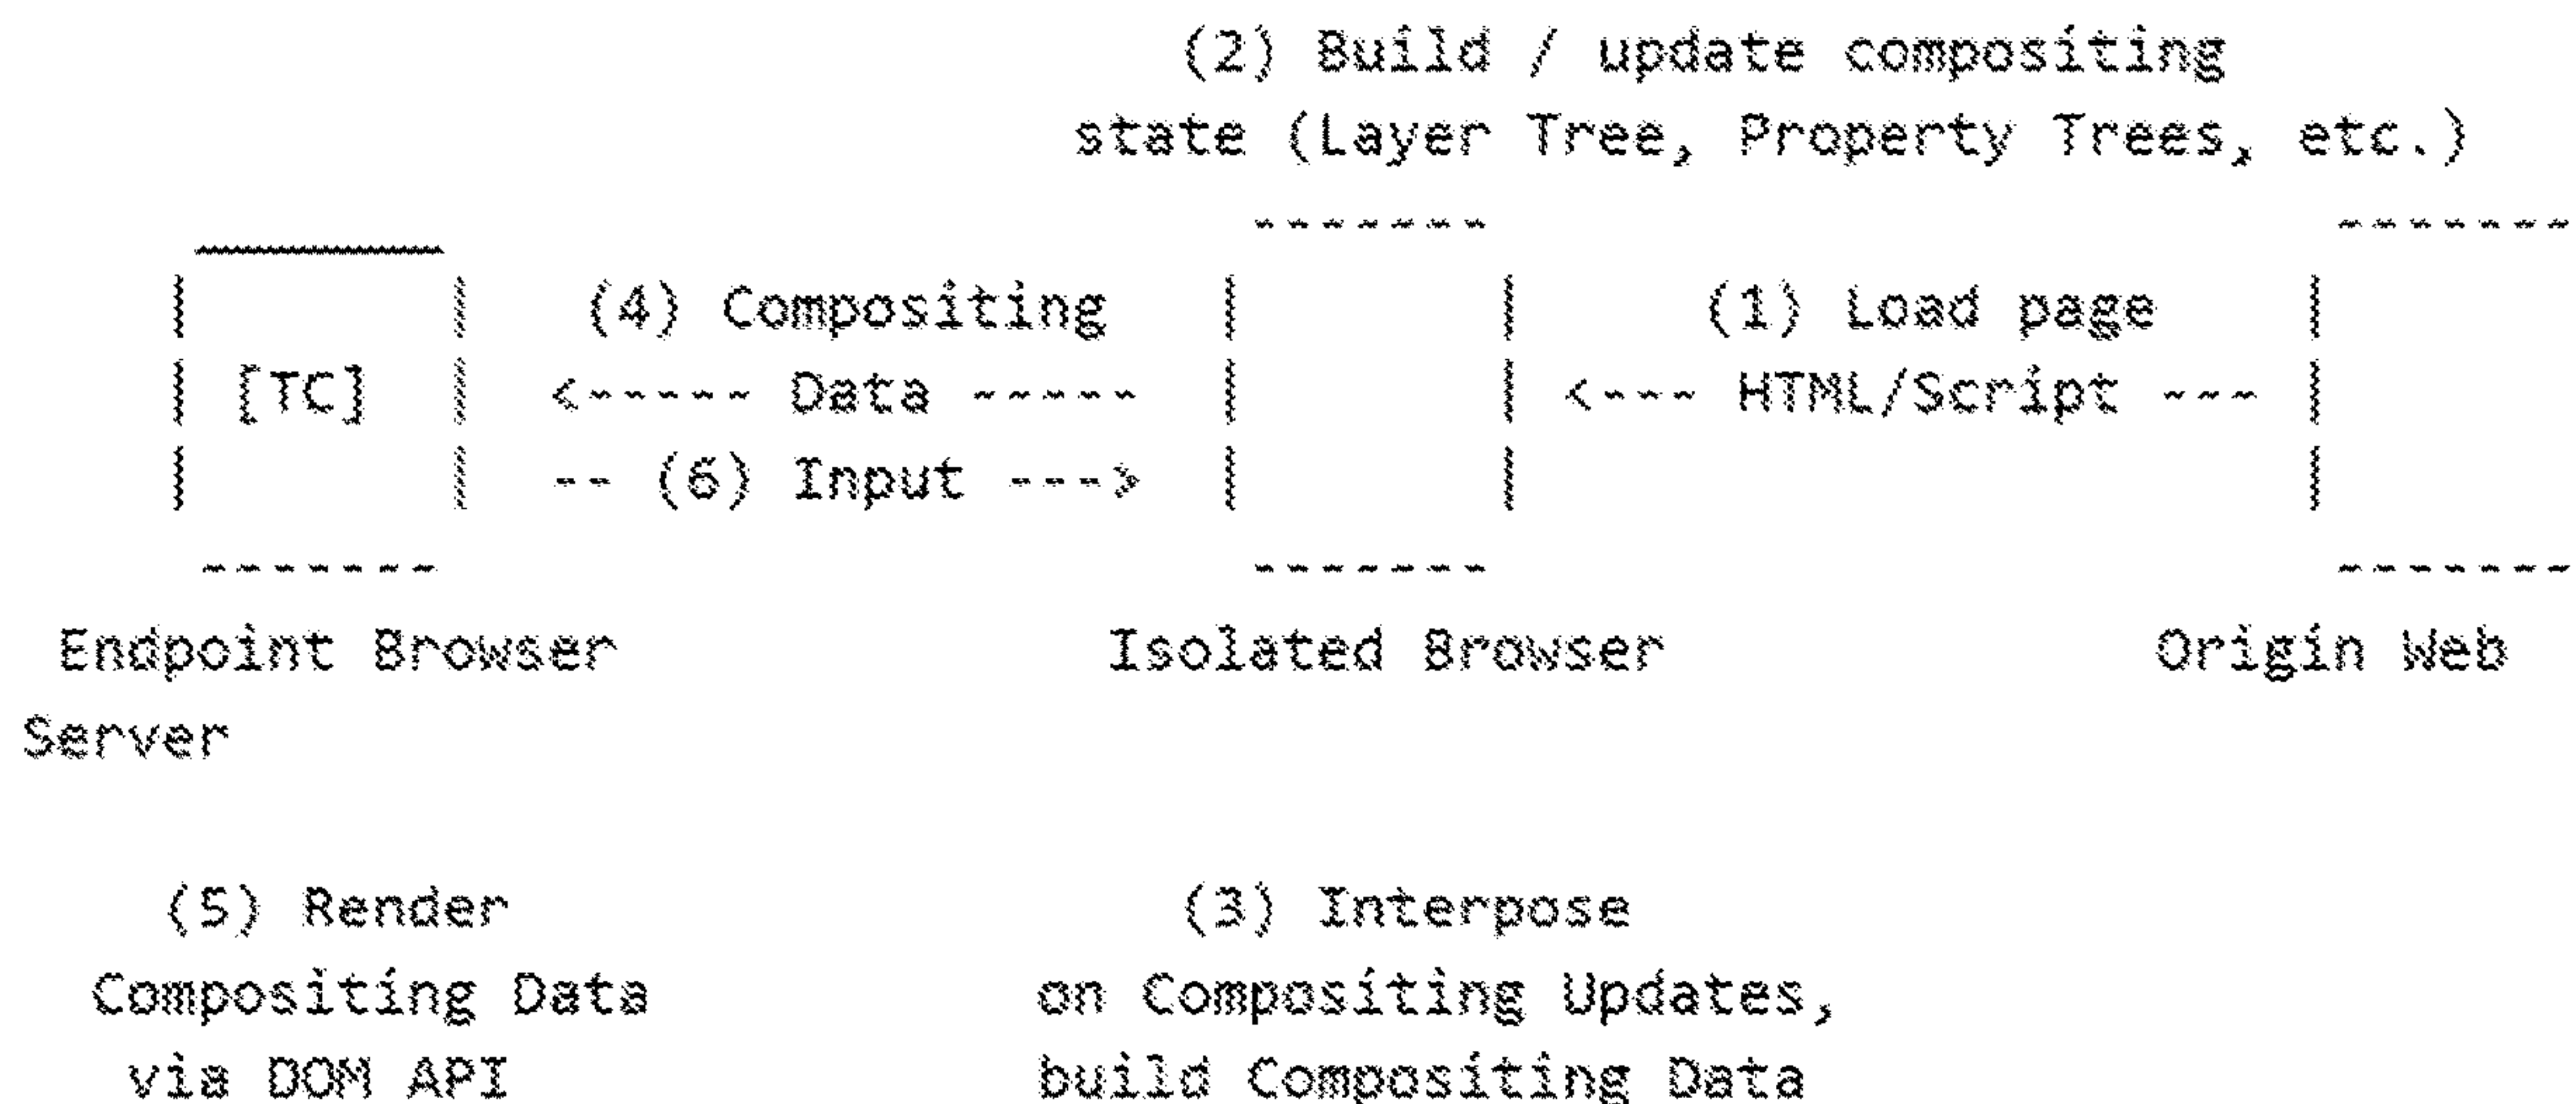 (2) Build / update compositing
state (Layer Tree, Property Trees, etc.)
------- -------
_______
| | (4) Compositing | | (1) Load page |
| [TC] | <----- Data ----- | | <--- HTML/Script --- |
| | -- (6) Input ---> | | |
------- ------- -------
Endpoint Browser Isolated Browser Origin Web
Server
(5) Render (3) Interpose
Compositing Data on Compositing Updates,
via DOM API build Compositing Data